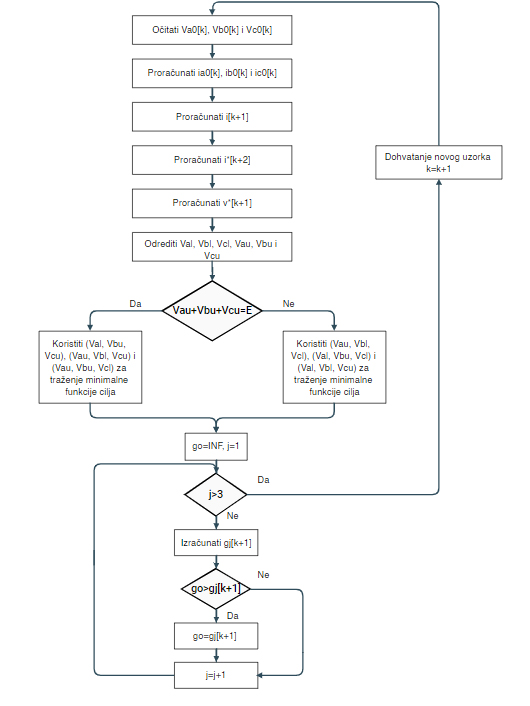 Očitati Va0[k], Vb0[k] i Vc0[k]
Proračunati ia0[k], ib0[k] i ic0[k]
Proračunati i[k+1]
Proračunati i*[k+2]
Dohvatanje novog uzorka
k=k+1
Proračunati v*[k+1]
Odrediti Val, Vbl, Vcl, Vau, Vbu i
Vcu
Da
Vau+Vbu+Vcu=E
Ne
Koristiti (Val, Vbu,
Vcu), (Vau, Vbl, Vcu) i
(Vau, Vbu, Vcl) za
traženje minimalne
funkcije cilja
Koristiti (Vau, Vbl,
Vcl), (Val, Vbu, Vcl) i
(Val, Vbl, Vcu) za
traženje minimalne
funkcije cilja
go=INF, j=1
Da
j>3
Ne
Izračunati gj[k+1]
Ne
go>gj[k+1]
Da
go=gj[k+1]
j=j+1